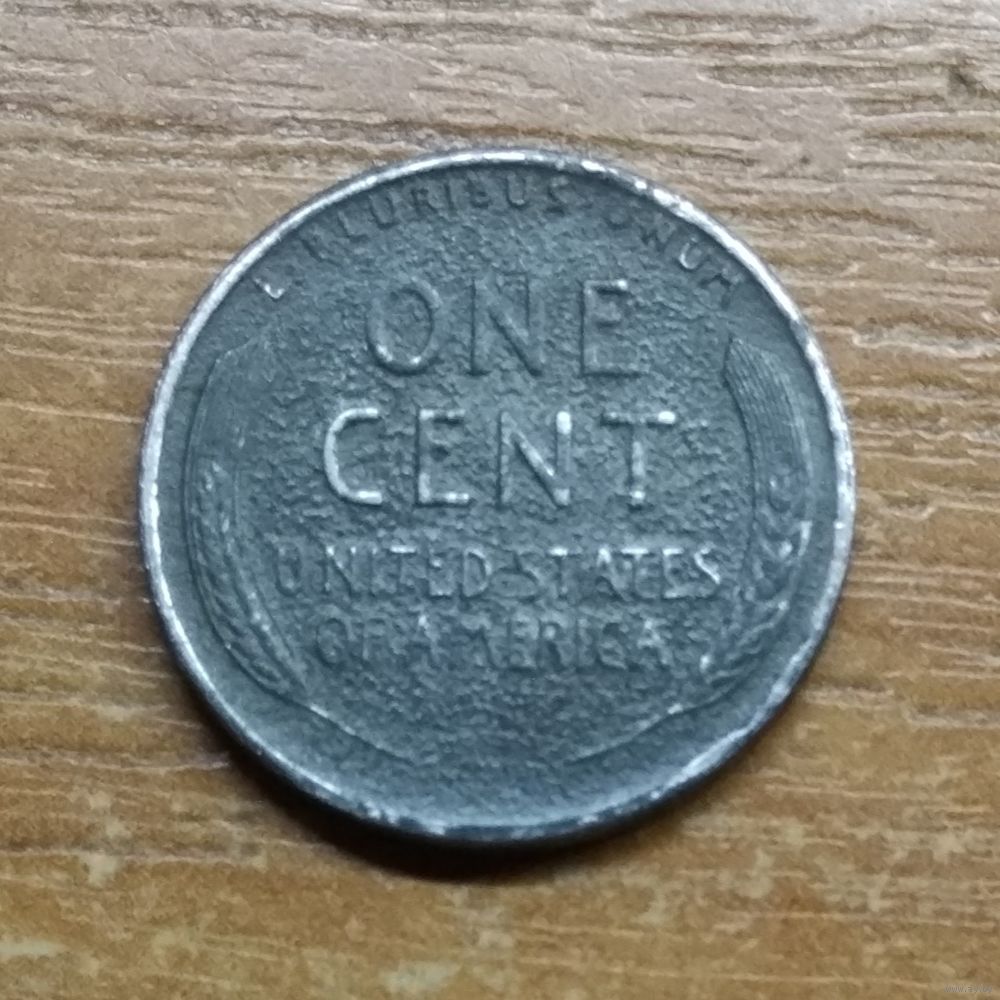 E PLURIBUS UNUM
ONE
CENT
UNITED STATES
OF AMERICA